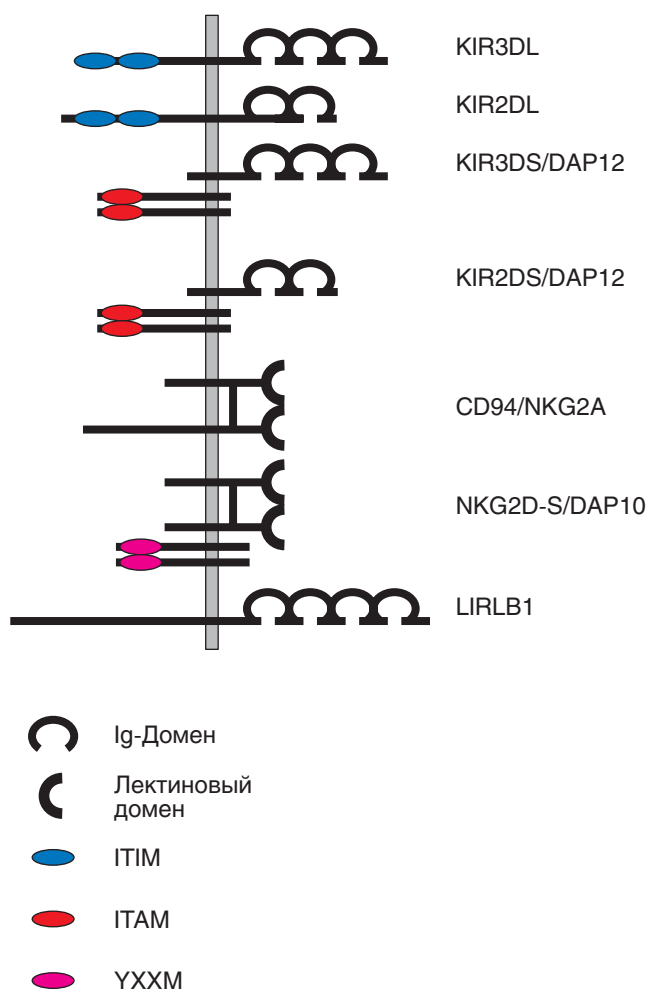 KIR3DL
KIR2DL
KIR3DS/DAP12
KIR2DS/DAP12
CD94/NKG2A
NKG2D-S/DAP10
LIRLB1
Ig-Домен
Лектиновый
домен
ITIM
ITAM
YXXM